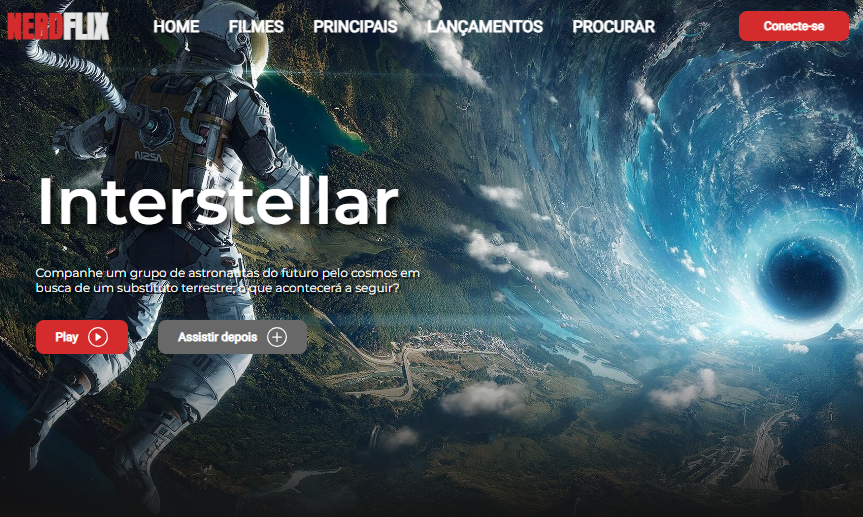 NERDFLIX HOME FILMES PRINCIPAIS LANÇAMENTOS PROCURAR Conecte-se
NASA
Interstellar
Companhe um grupo de astronautas do futuro pelo cosmos em
busca de um substituto terrestre, o que acontecerá a seguir?
Play Assistir depois